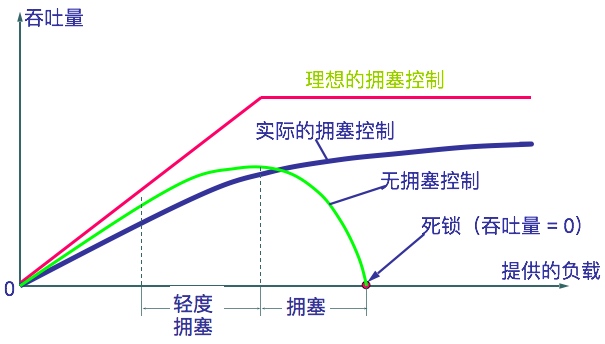 吞吐量
理想的拥塞控制
实际的拥塞控制
无拥塞控制
死锁（吞吐量 = 0）
提供的负载
0
轻度
拥塞
拥塞